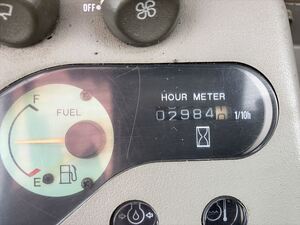 OFF
HOUR METER
F
FUEL
02984
1/10h
E